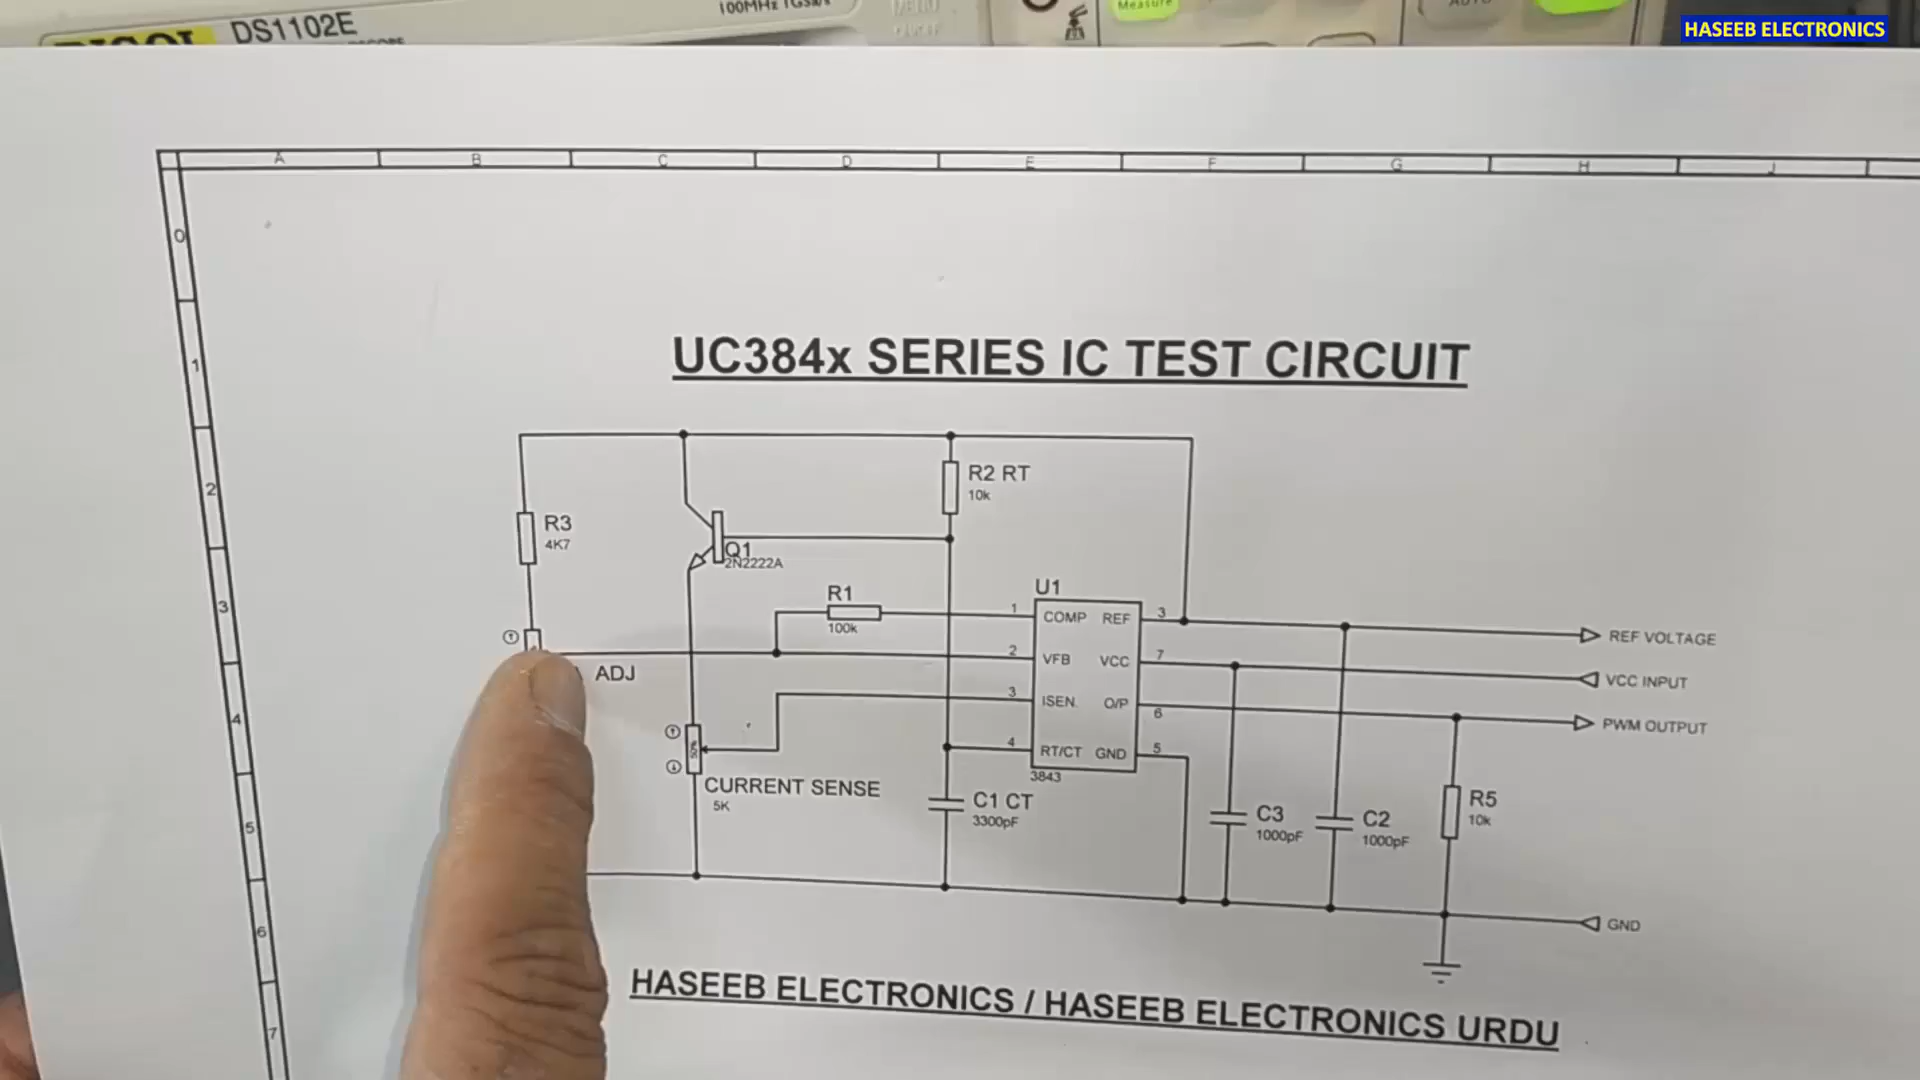 HASEEB ELECTRONICS
DS1102E
100MHz 1GSa/s
Measure
A B C D E F G H J
0
1
2
3
4
5
6
7
UC384x SERIES IC TEST CIRCUIT
R3
4K7
Q1
2N2222A
R2 RT
10k
R1
100k
ADJ
CURRENT SENSE
5K
C1 CT
3300pF
U1
1 COMP REF 3
2 VFB VCC 7
3 ISEN. O/P 6
4 RT/CT GND 5
3843
C3
1000pF
C2
1000pF
R5
10k
REF VOLTAGE
VCC INPUT
PWM OUTPUT
GND
HASEEB ELECTRONICS / HASEEB ELECTRONICS URDU